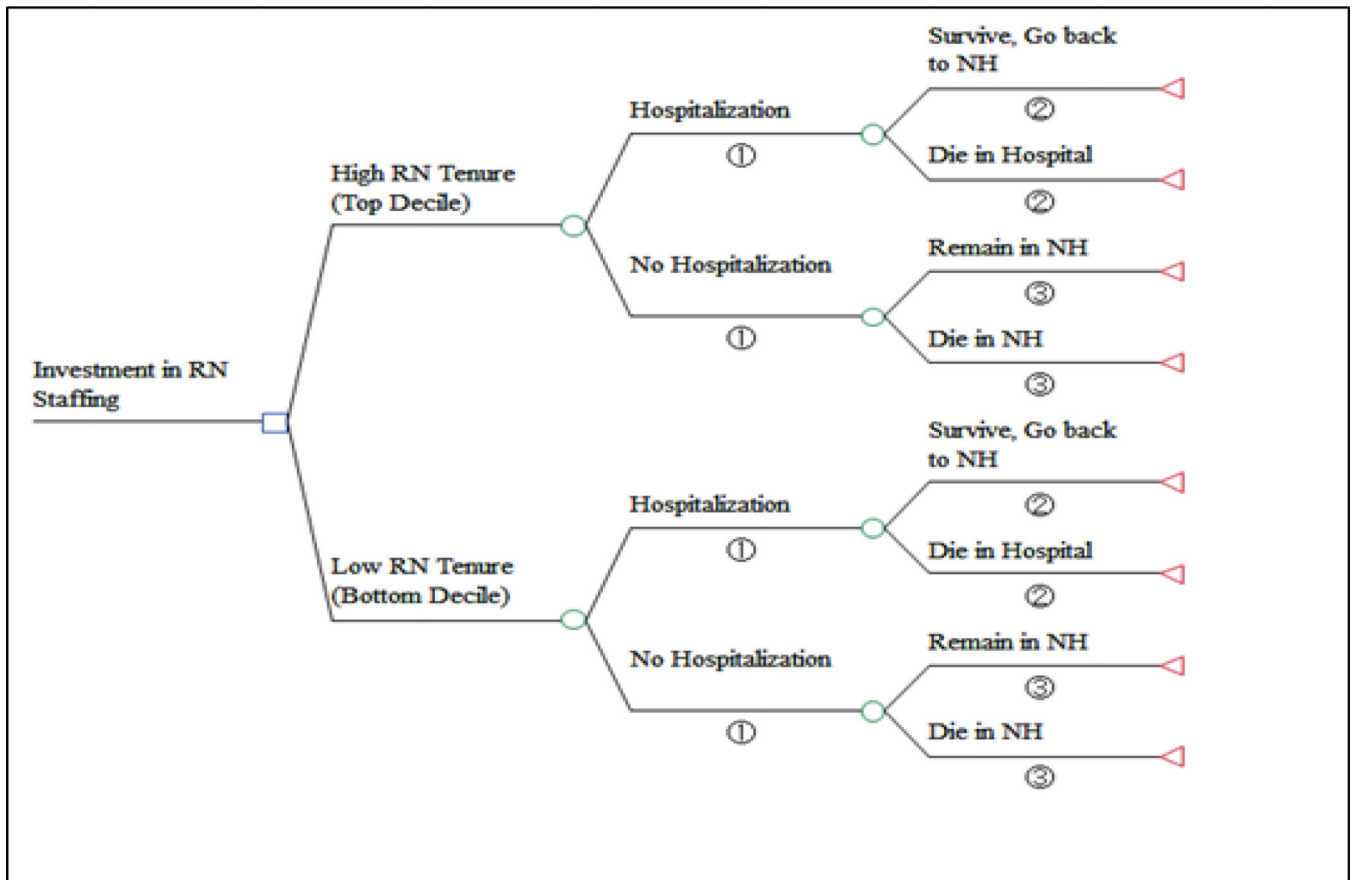 Survive, Go back
to NH
②
Hospitalization
①
Die in Hospital
②
High RN Tenure
(Top Decile)
No Hospitalization
①
Remain in NH
③
Die in NH
③
Investment in RN
Staffing
Survive, Go back
to NH
②
Hospitalization
①
Die in Hospital
②
Low RN Tenure
(Bottom Decile)
No Hospitalization
①
Remain in NH
③
Die in NH
③